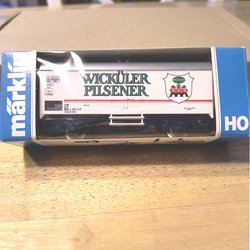 märklin
WICKÜLER
PILSENER
HO